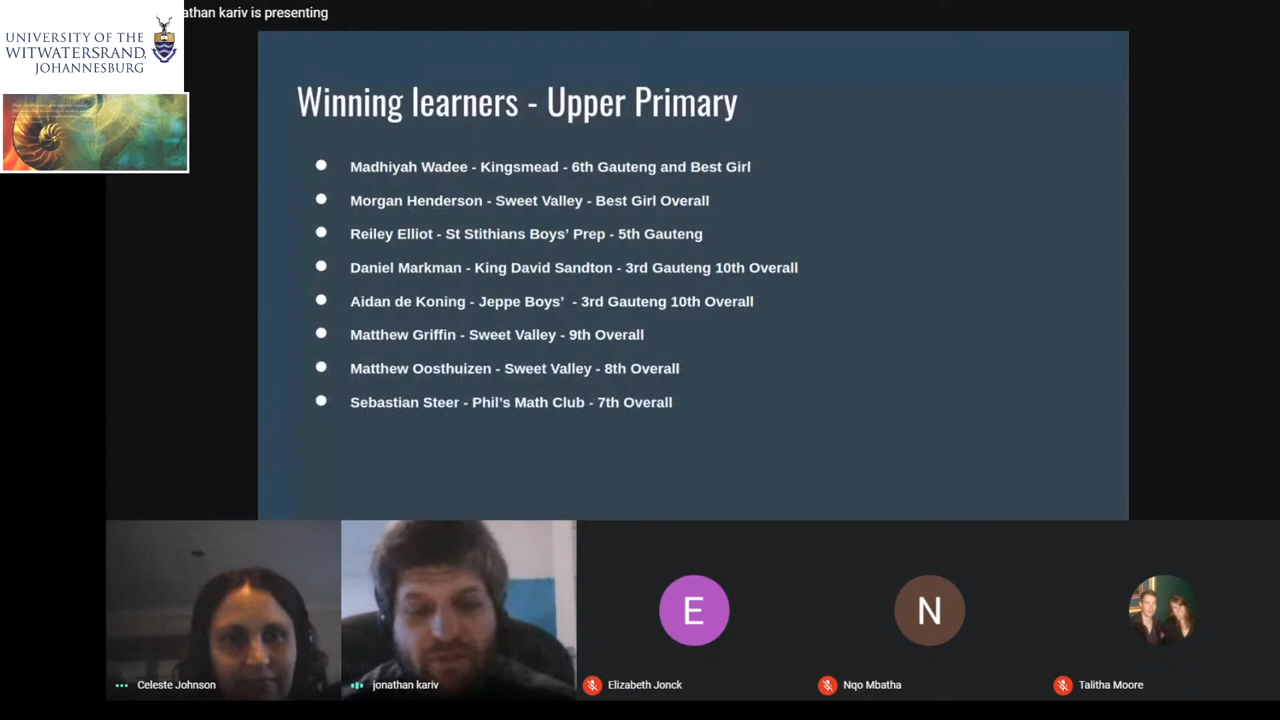 athan kariv is presenting
UNIVERSITY OF THE
WITWATERSRAND,
JOHANNESBURG
Winning learners - Upper Primary
Madhiyah Wadee - Kingsmead - 6th Gauteng and Best Girl
Morgan Henderson - Sweet Valley - Best Girl Overall
Reiley Elliot - St Stithians Boys’ Prep - 5th Gauteng
Daniel Markman - King David Sandton - 3rd Gauteng 10th Overall
Aidan de Koning - Jeppe Boys’ - 3rd Gauteng 10th Overall
Matthew Griffin - Sweet Valley - 9th Overall
Matthew Oosthuizen - Sweet Valley - 8th Overall
Sebastian Steer - Phil’s Math Club - 7th Overall
E
N
Celeste Johnson
jonathan kariv
Elizabeth Jonck
Nqo Mbatha
Talitha Moore